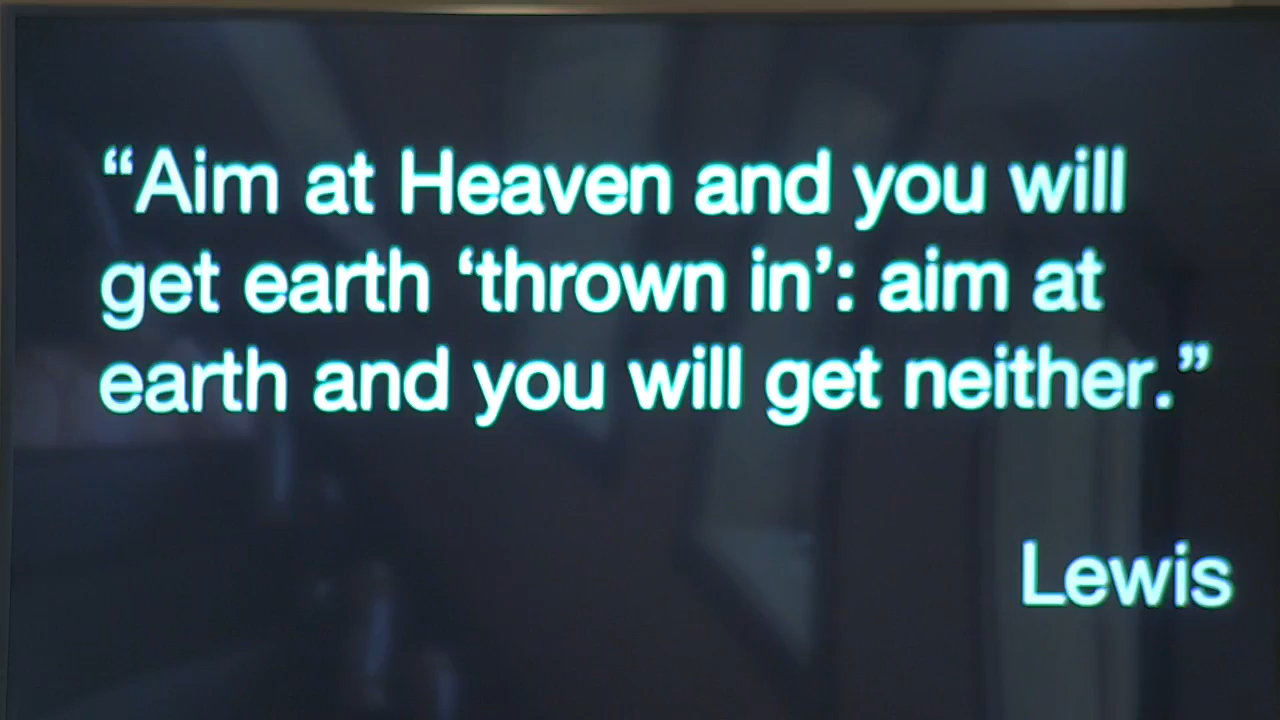 “Aim at Heaven and you will
get earth ‘thrown in’: aim at
earth and you will get neither.”
Lewis